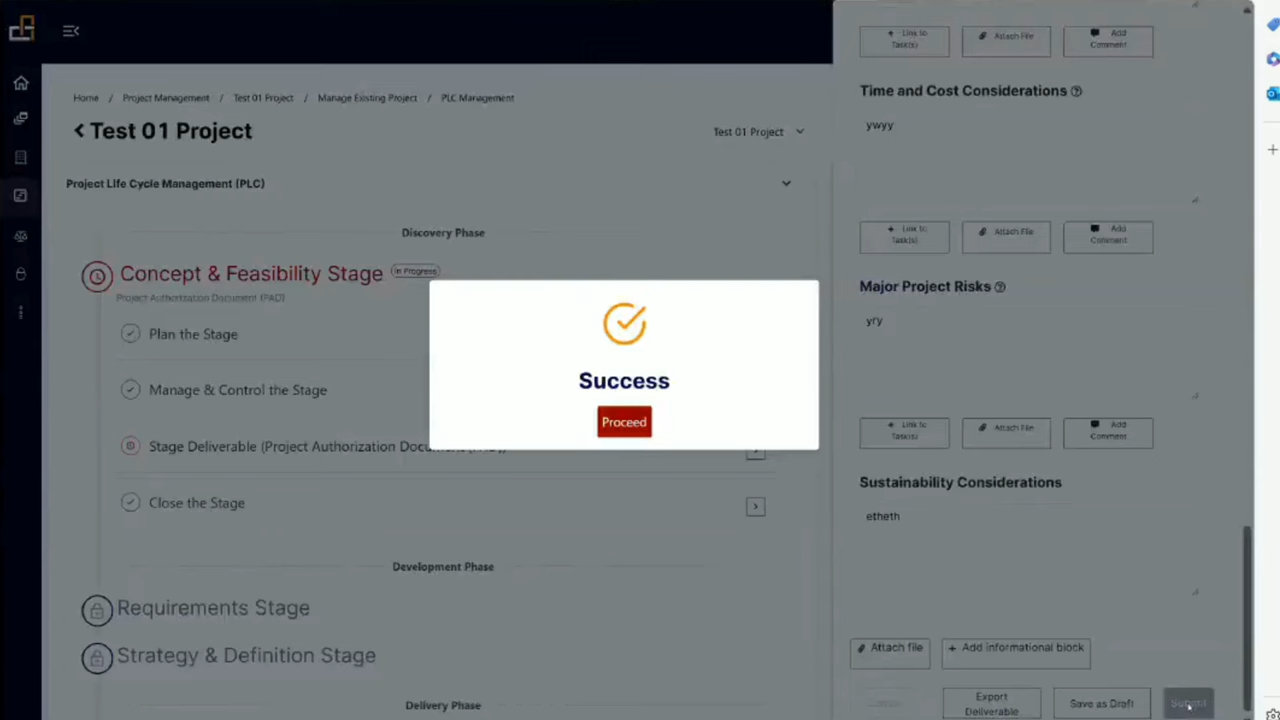 Home / Project Management / Test 01 Project / Manage Existing Project / PLC Management
Test 01 Project
Test 01 Project
Project Life Cycle Management (PLC)
Discovery Phase
Concept & Feasibility Stage
In Progress
Project Authorization Document (PAD)
Plan the Stage
Manage & Control the Stage
Stage Deliverable (Project Authorization
Close the Stage
Development Phase
Requirements Stage
Strategy & Definition Stage
Delivery Phase
Success
Proceed
+ Link to
Task(s)
Attach File
Add
Comment
Time and Cost Considerations
ywyy
+ Link to
Task(s)
Attach File
Add
Comment
Major Project Risks
yry
+ Link to
Task(s)
Attach File
Add
Comment
Sustainability Considerations
etheth
Attach file
+ Add informational block
Export
Deliverable
Save as Draft
Submit